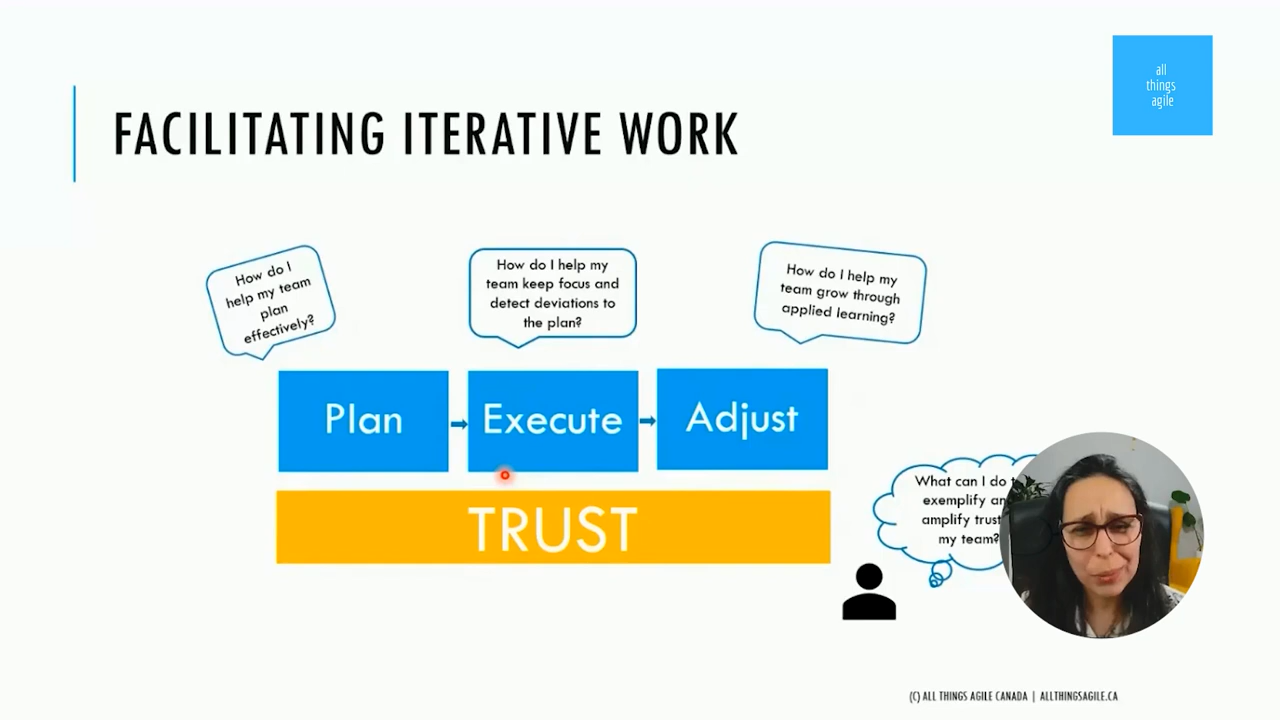 all
things
agile
FACILITATING ITERATIVE WORK
How do I
help my team
plan
effectively?
How do I help my
team keep focus and
detect deviations to
the plan?
How do I help my
team grow through
applied learning?
Plan
Execute
Adjust
TRUST
What can I do
exemplify
amplify trust
my team?
(C) ALL THINGS AGILE CANADA | ALLTHINGSAGILE.CA